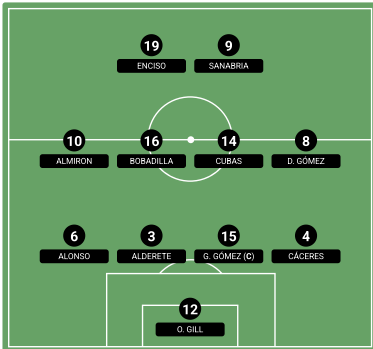 19 9
ENCISO SANABRIA
10 16 14 8
ALMIRON BOBADILLA CUBAS D. GÓMEZ
6 3 15 4
ALONSO ALDERETE G. GÓMEZ (C) CÁCERES
12
O. GILL